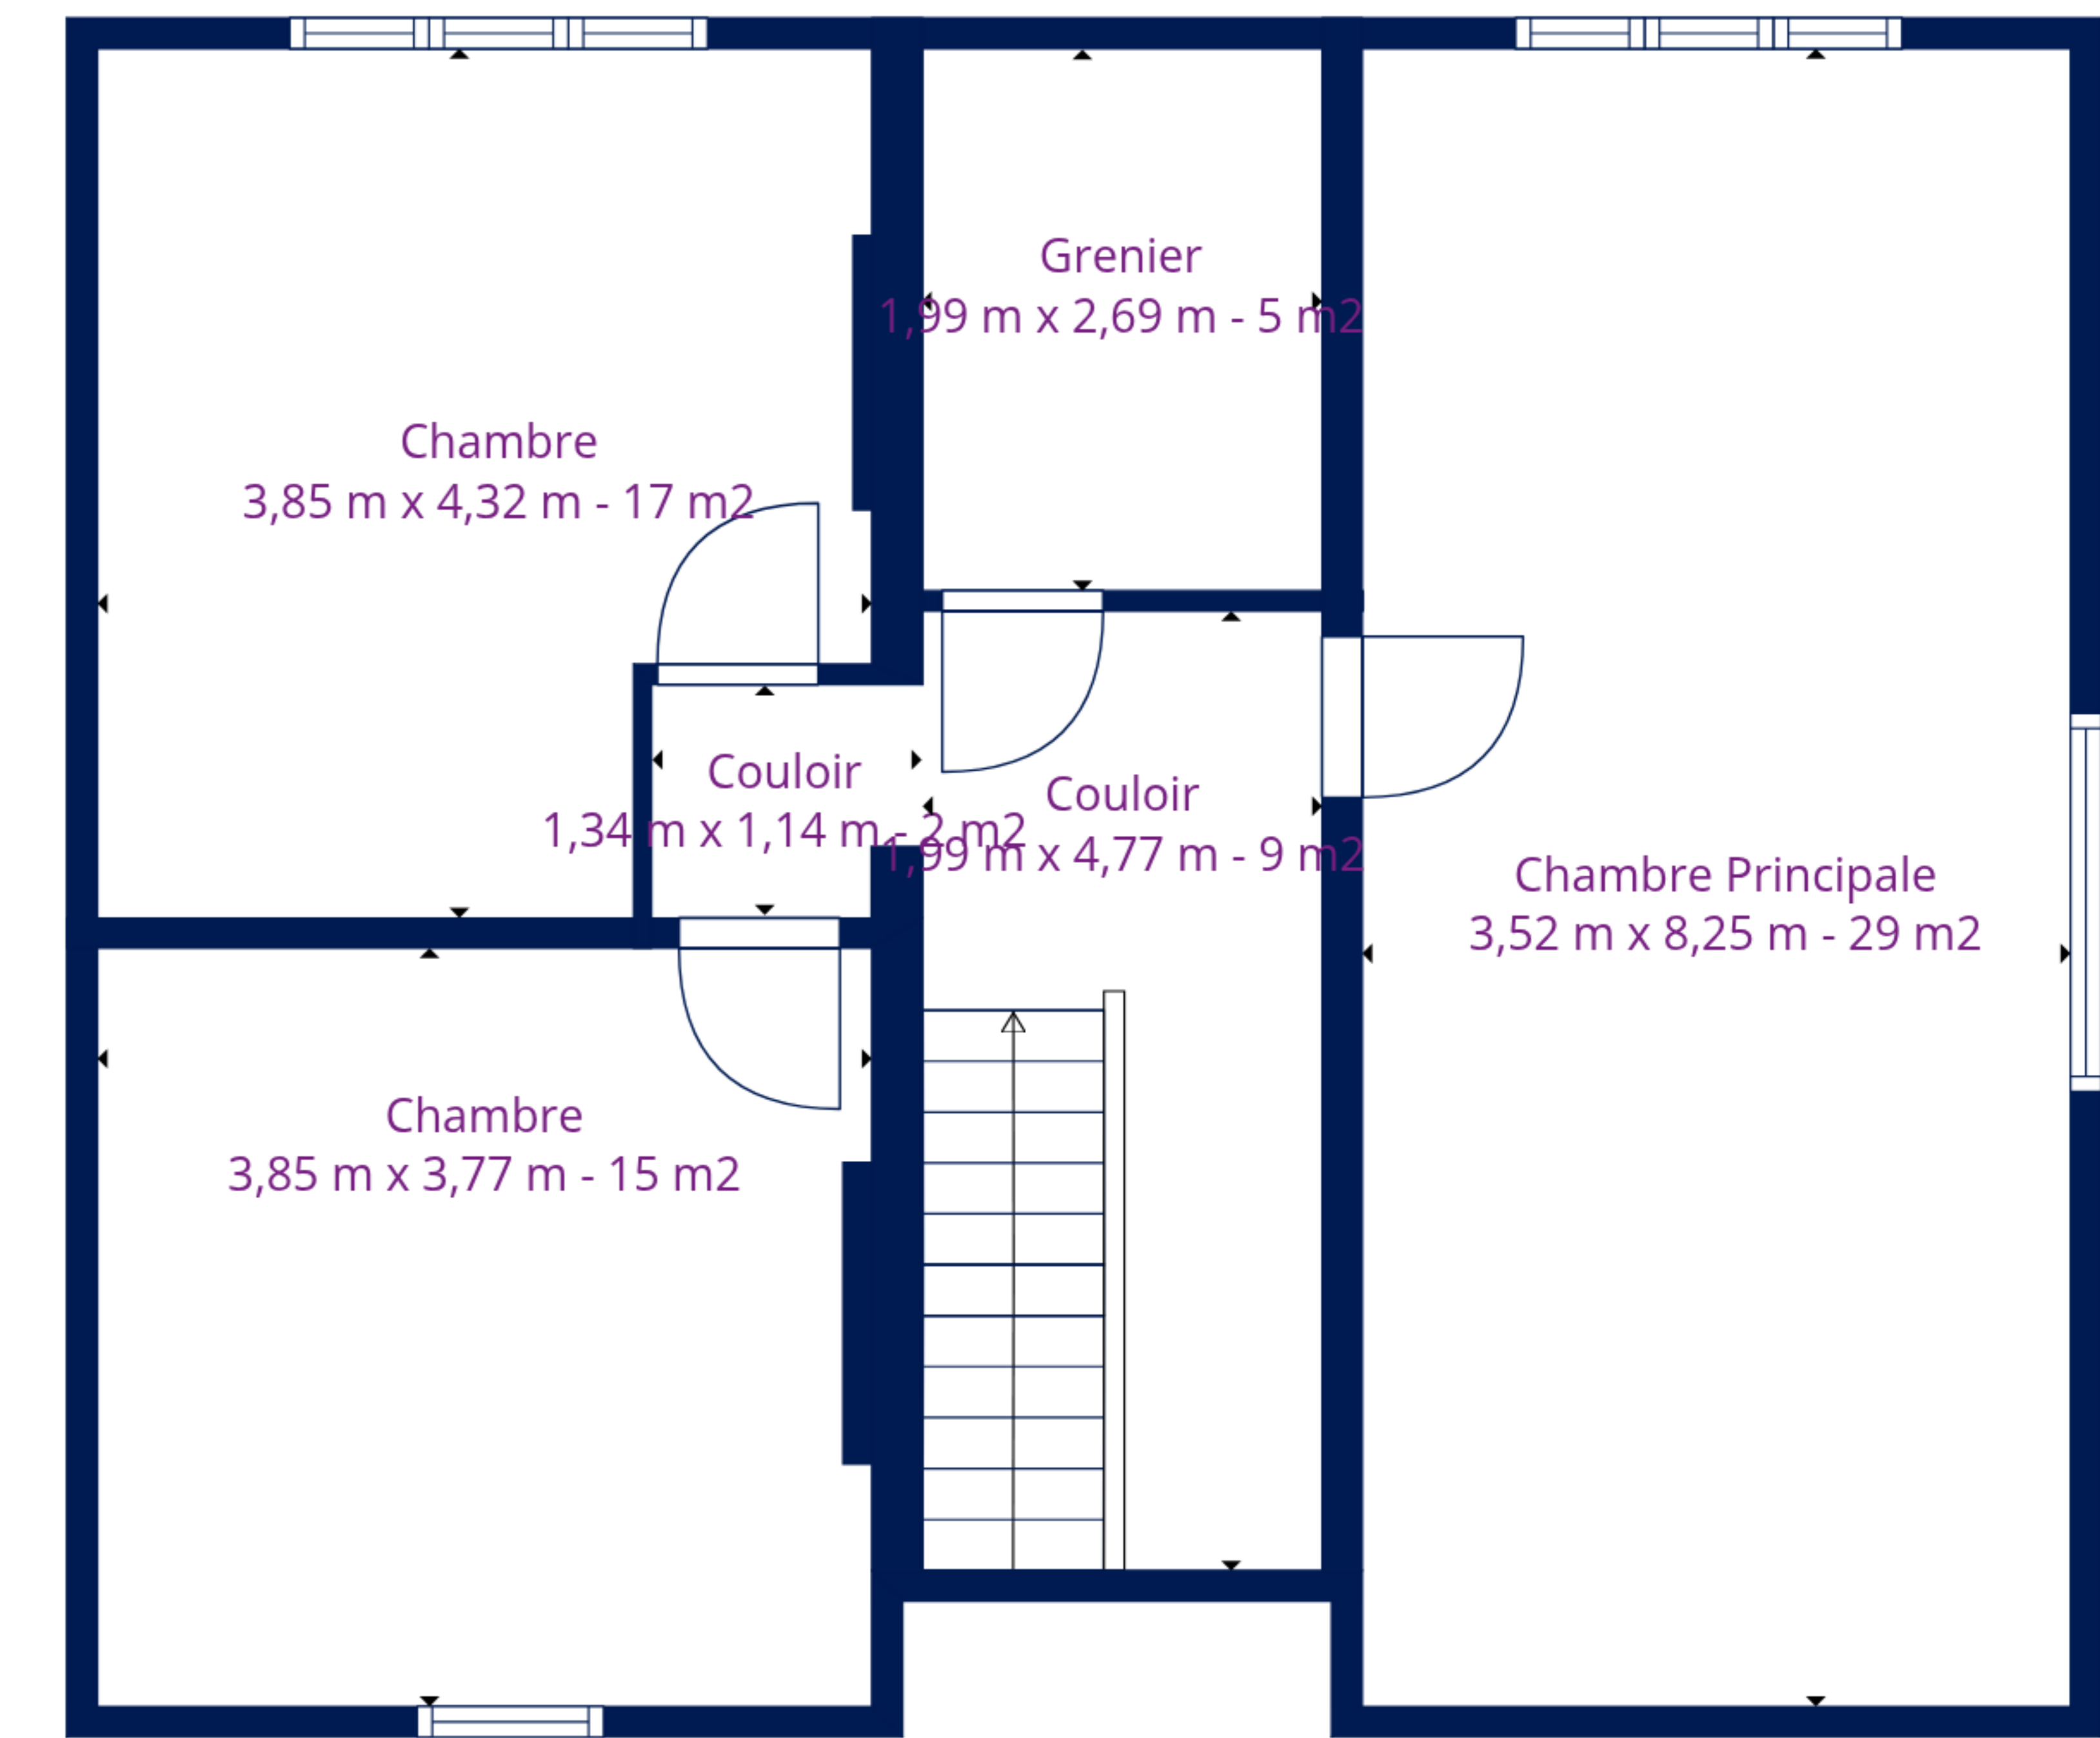 Grenier
1,99 m x 2,69 m - 5 m2
Chambre
3,85 m x 4,32 m - 17 m2
Couloir
1,34 m x 1,14 m - 2 m2
Couloir
1,99 m x 4,77 m - 9 m2
Chambre Principale
3,52 m x 8,25 m - 29 m2
Chambre
3,85 m x 3,77 m - 15 m2